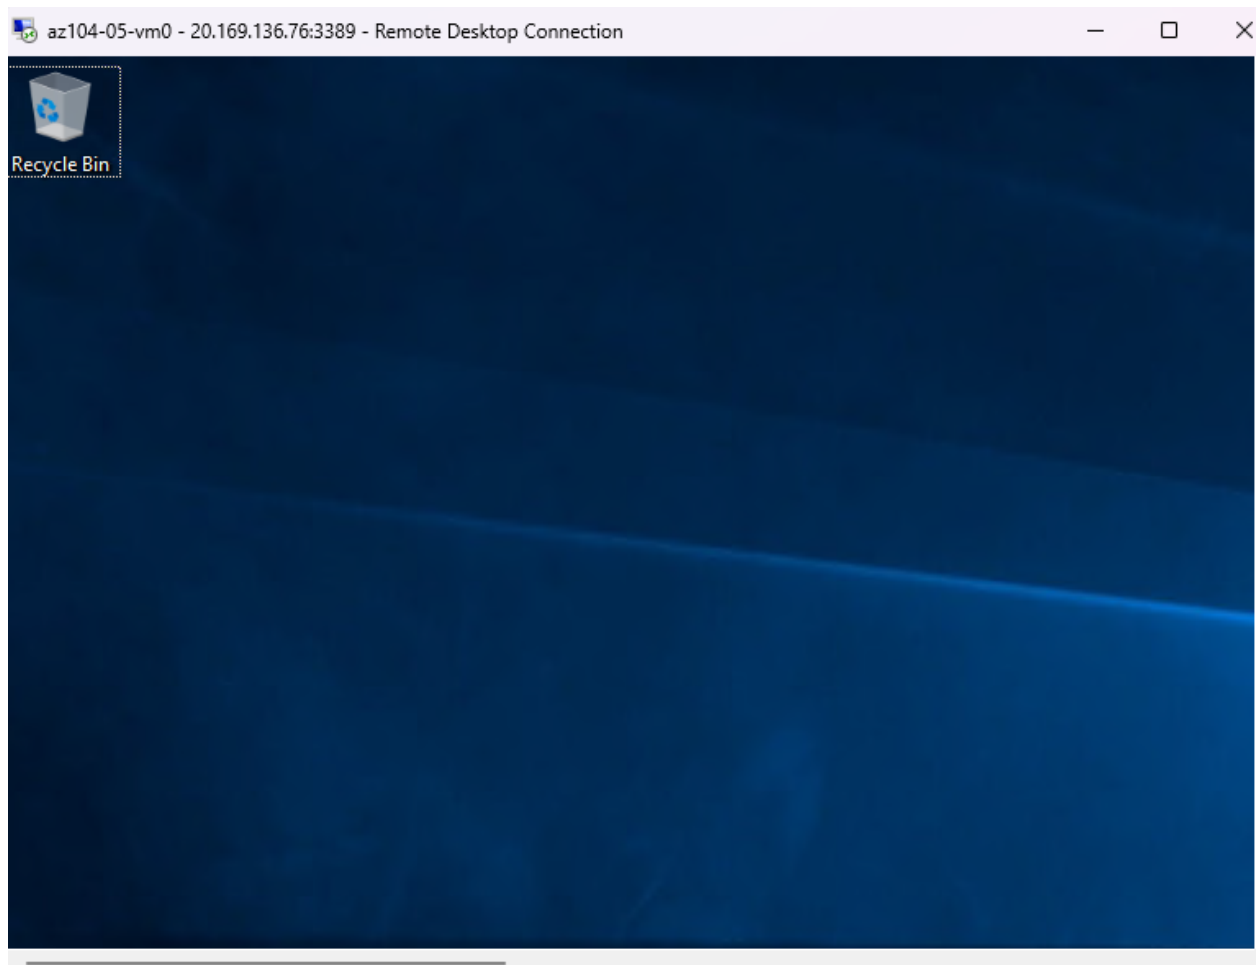 az104-05-vm0 - 20.169.136.76:3389 - Remote Desktop Connection
Recycle Bin